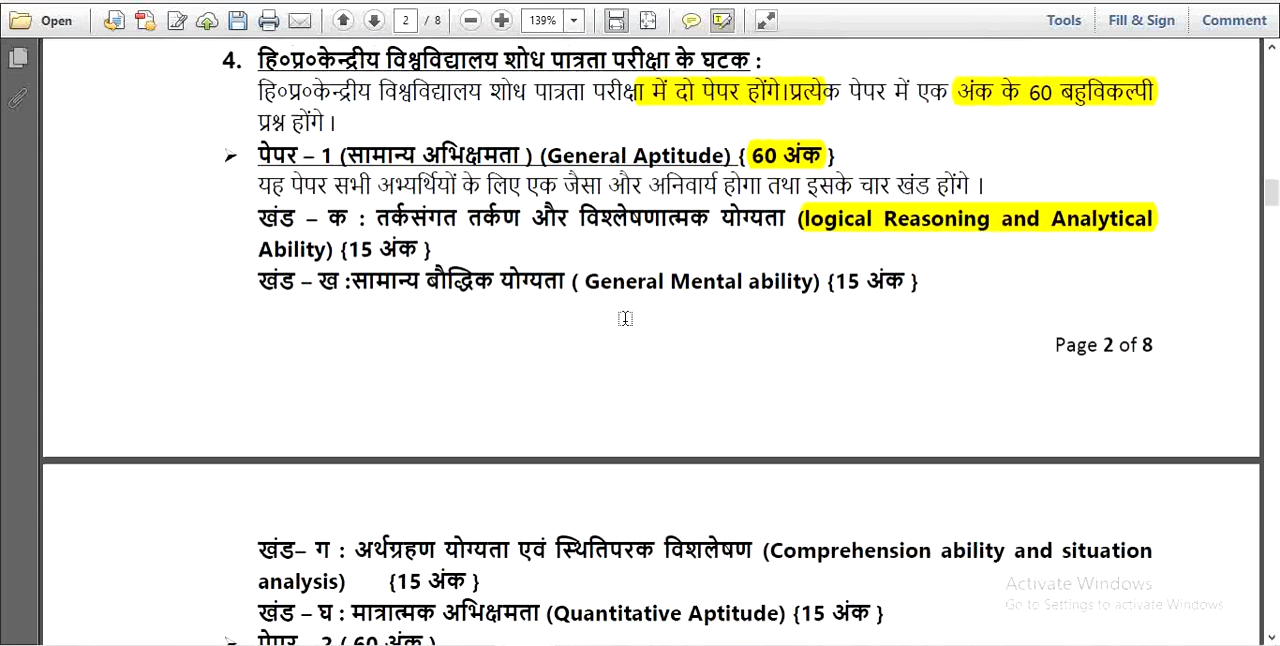 Open 2 / 8 139% Tools Fill & Sign Comment
4. हि०प्र०केन्द्रीय विश्वविद्यालय शोध पात्रता परीक्षा के घटक :
हि०प्र०केन्द्रीय विश्वविद्यालय शोध पात्रता परीक्षा में दो पेपर होंगे।प्रत्येक पेपर में एक अंक के 60 बहुविकल्पी
प्रश्न होंगे ।
➢ पेपर – 1 (सामान्य अभिक्षमता ) (General Aptitude) { 60 अंक }
यह पेपर सभी अभ्यर्थियों के लिए एक जैसा और अनिवार्य होगा तथा इसके चार खंड होंगे ।
खंड – क : तर्कसंगत तर्कण और विश्लेषणात्मक योग्यता (logical Reasoning and Analytical
Ability) {15 अंक }
खंड – ख :सामान्य बौद्धिक योग्यता ( General Mental ability) {15 अंक }
Page 2 of 8
खंड– ग : अर्थग्रहण योग्यता एवं स्थितिपरक विशलेषण (Comprehension ability and situation
analysis) {15 अंक }
खंड – घ : मात्रात्मक अभिक्षमता (Quantitative Aptitude) {15 अंक }
पेपर – 2 ( 60 अंक )
Activate Windows
Go to Settings to activate Windows